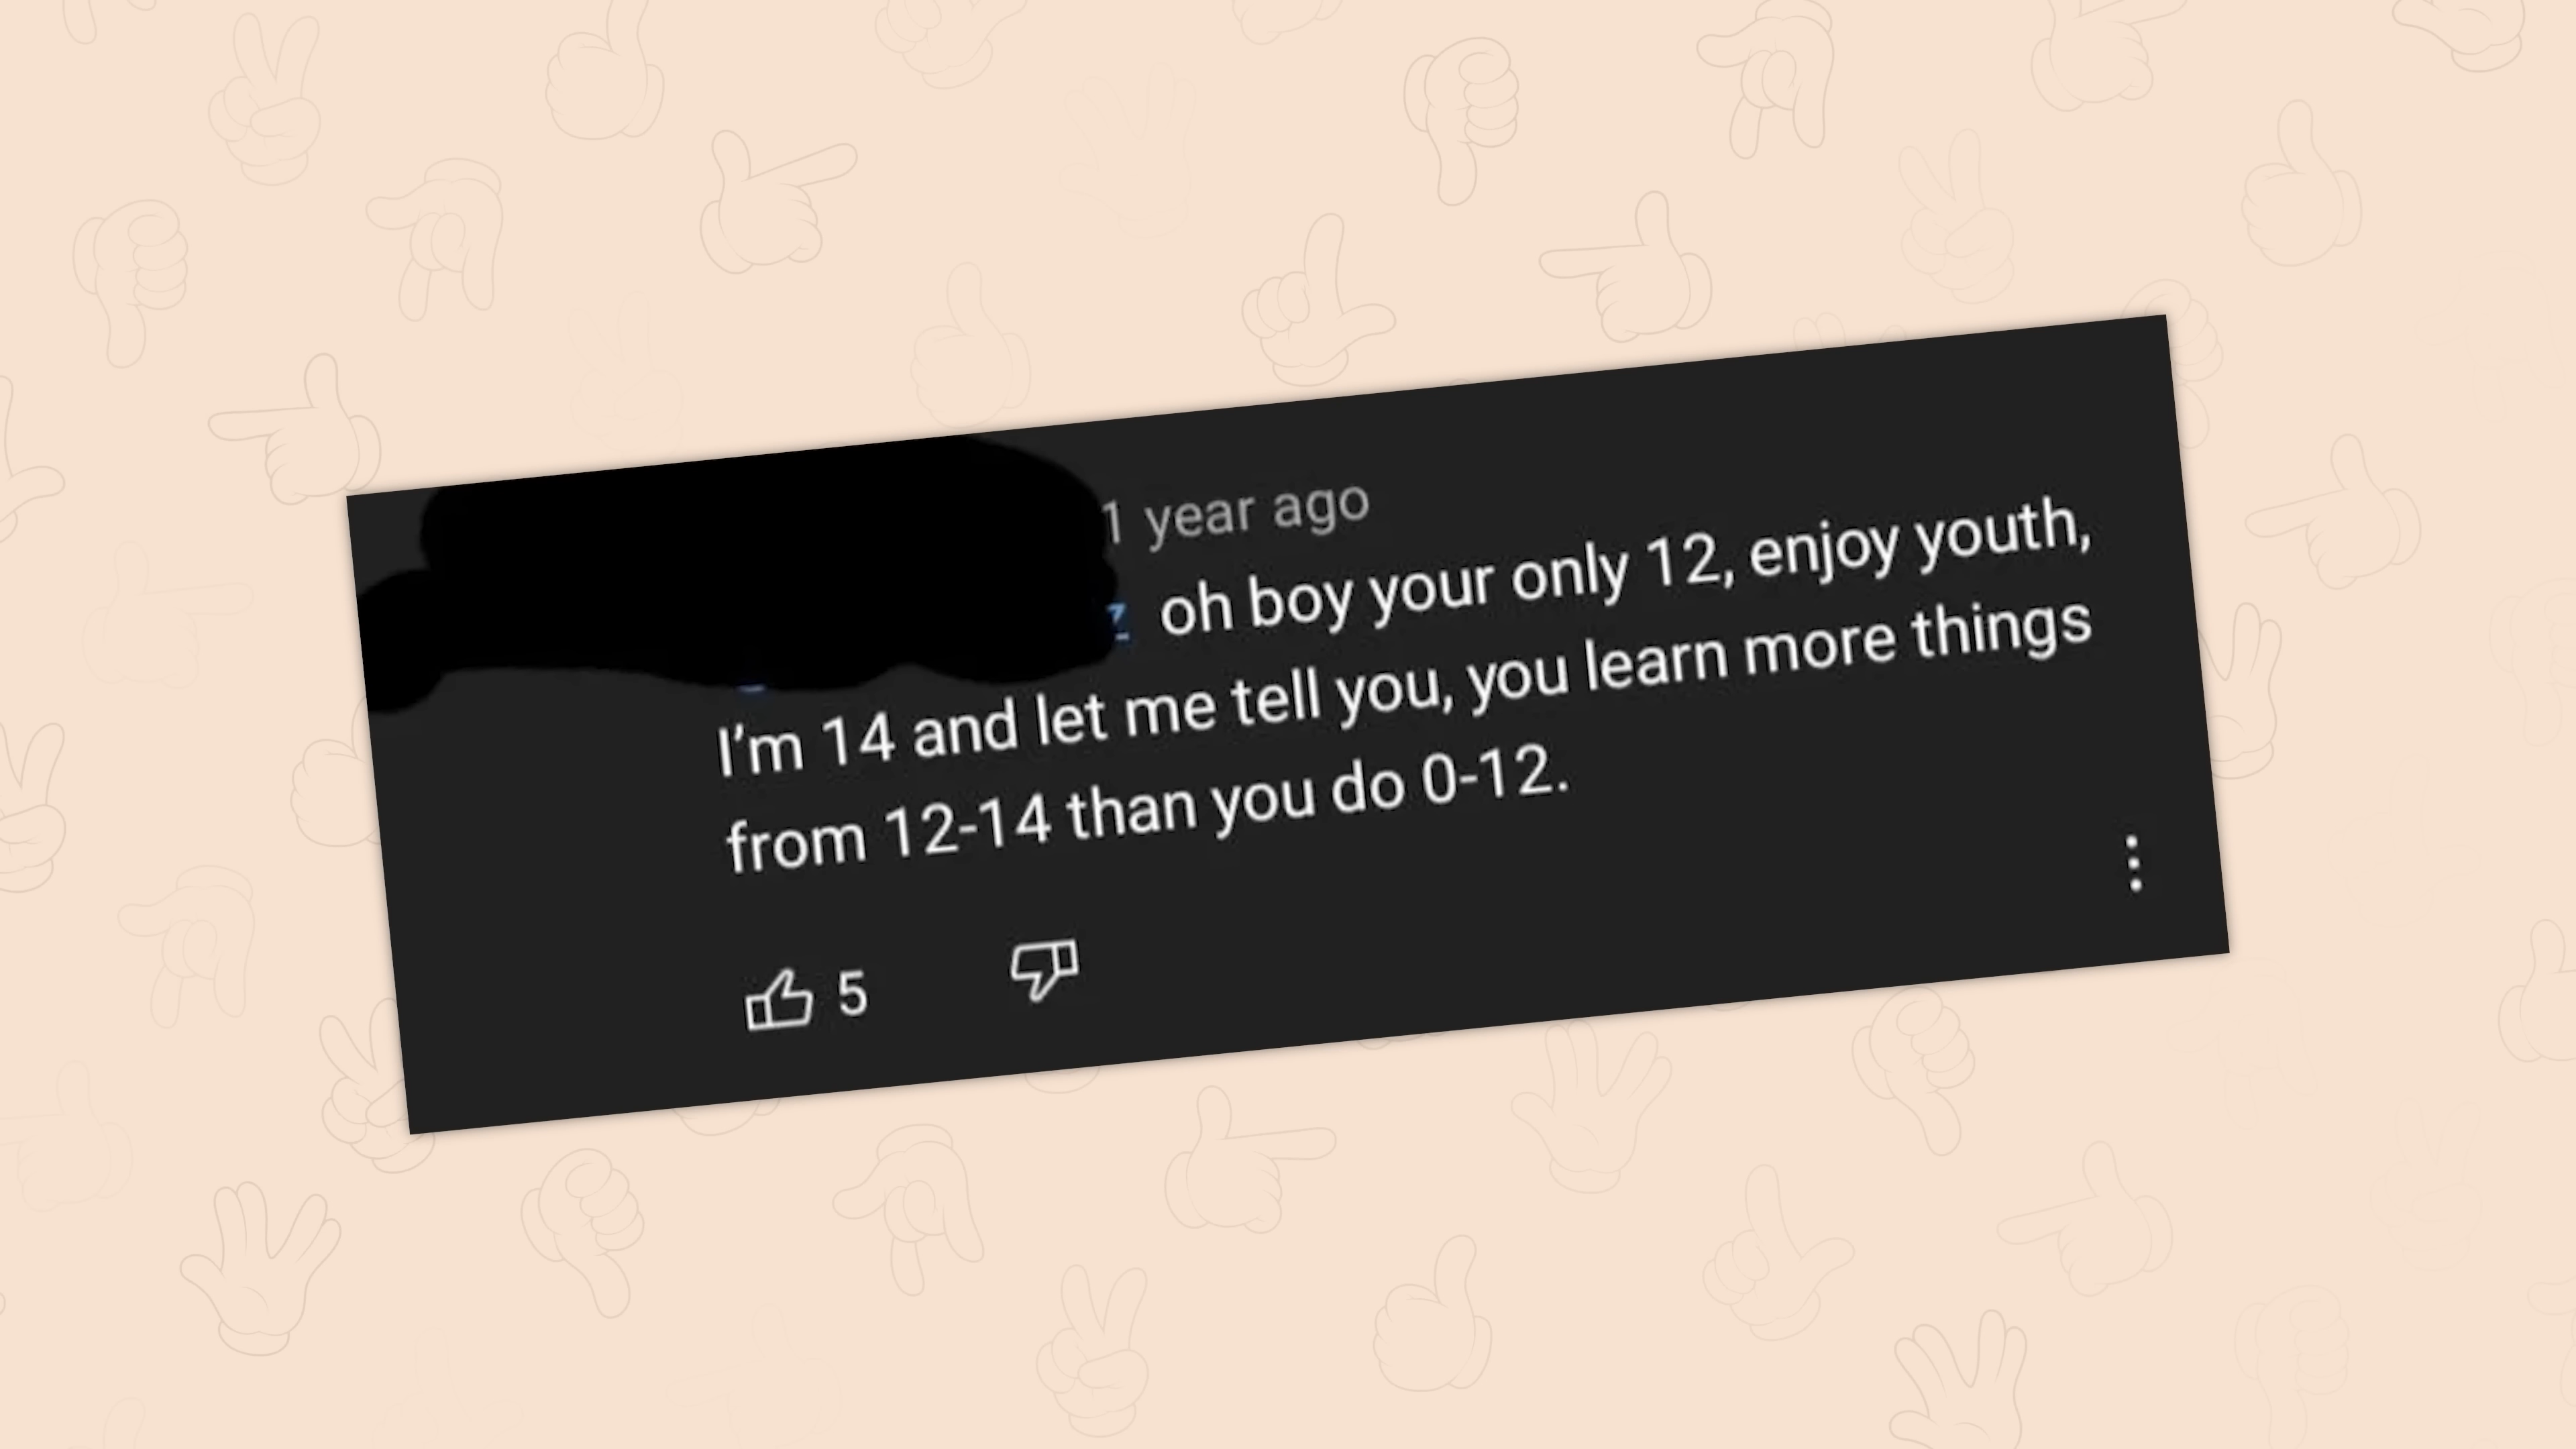 1 year ago
oh boy your only 12, enjoy youth,
I'm 14 and let me tell you, you learn more things
from 12-14 than you do 0-12.
5